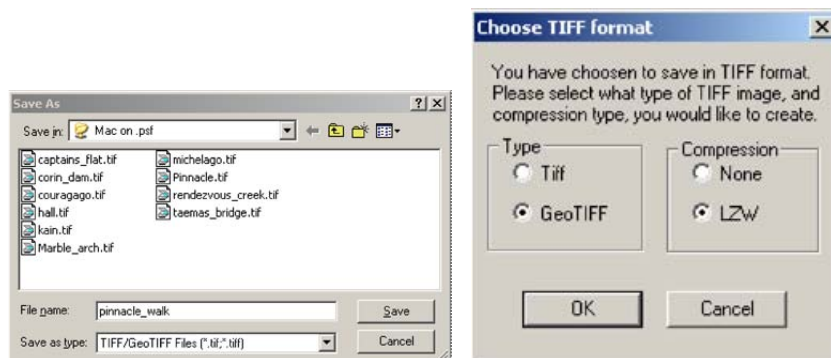 Save As
Save in: Mac on .psf
captains_flat.tif
corin_dam.tif
couragago.tif
hall.tif
kain.tif
Marble_arch.tif
michelago.tif
Pinnacle.tif
rendezvous_creek.tif
taemas_bridge.tif
File name: pinnacle_walk
Save
Save as type: TIFF/GeoTIFF Files (*.tif;*.tiff)
Cancel
Choose TIFF format
You have choosen to save in TIFF format.
Please select what type of TIFF image, and
compression type, you would like to create.
Type
Tiff
GeoTIFF
Compression
None
LZW
OK
Cancel